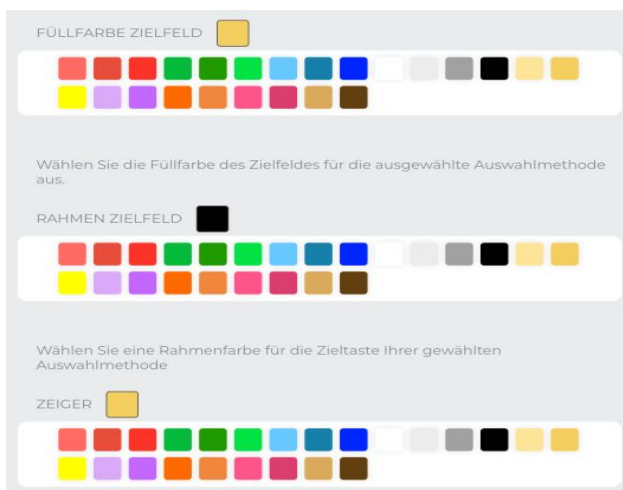 FÜLLFARBE ZIELFELD
Wählen Sie die Füllfarbe des Zielfeldes für die ausgewählte Auswahlmethode
aus.
RAHMEN ZIELFELD
Wählen Sie eine Rahmenfarbe für die Zieltaste Ihrer gewählten
Auswahlmethode
ZEIGER